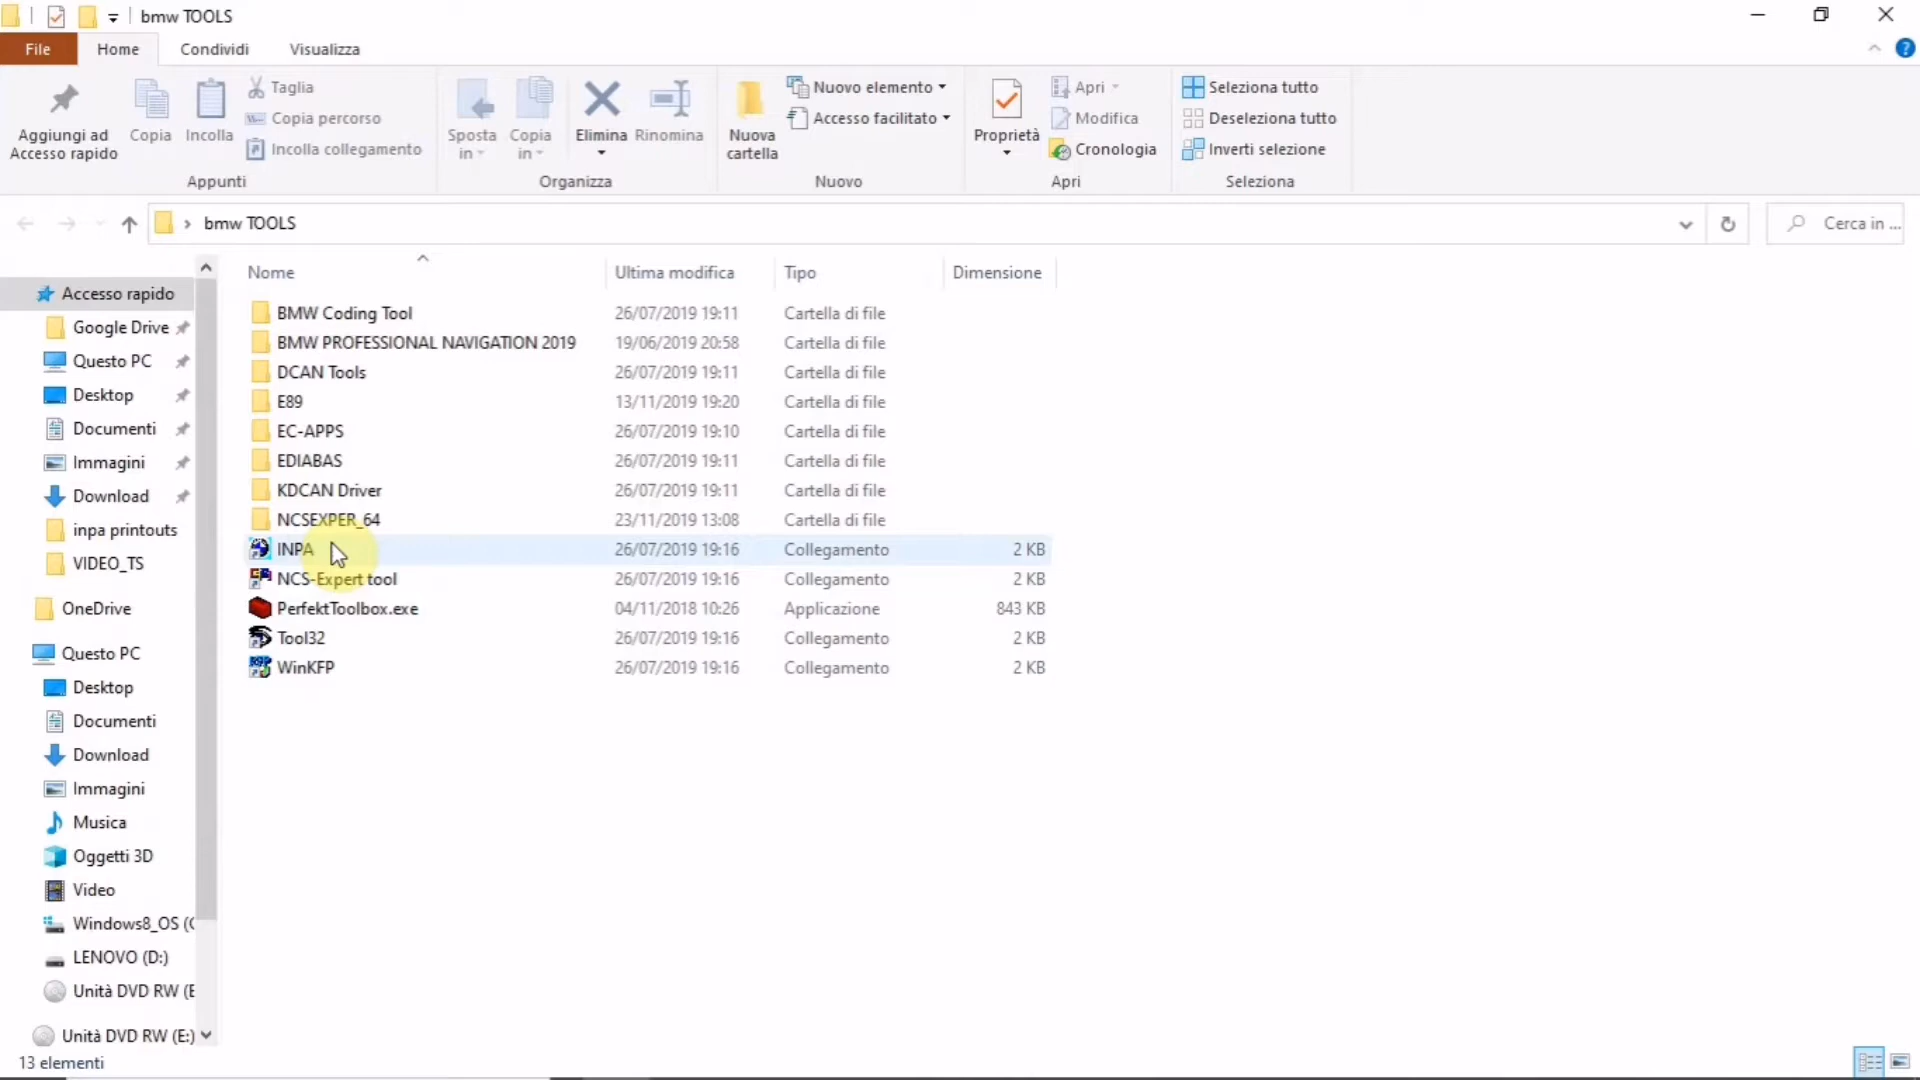 bmw TOOLS
File Home Condividi Visualizza
Aggiungi ad Accesso rapido
Copia
Incolla
Taglia
Copia percorso
Incolla collegamento
Appunti
Sposta in
Copia in
Elimina
Rinomina
Organizza
Nuova cartella
Nuovo elemento
Accesso facilitato
Nuovo
Proprietà
Apri
Modifica
Cronologia
Apri
Seleziona tutto
Deseleziona tutto
Inverti selezione
Seleziona
bmw TOOLS
Cerca in ...
Nome Ultima modifica Tipo Dimensione
BMW Coding Tool 26/07/2019 19:11 Cartella di file
BMW PROFESSIONAL NAVIGATION 2019 19/06/2019 20:58 Cartella di file
DCAN Tools 26/07/2019 19:11 Cartella di file
E89 13/11/2019 19:20 Cartella di file
EC-APPS 26/07/2019 19:10 Cartella di file
EDIABAS 26/07/2019 19:11 Cartella di file
KDCAN Driver 26/07/2019 19:11 Cartella di file
NCSEXPER_64 23/11/2019 13:08 Cartella di file
INPA 26/07/2019 19:16 Collegamento 2 KB
NCS-Expert tool 26/07/2019 19:16 Collegamento 2 KB
PerfektToolbox.exe 04/11/2018 10:26 Applicazione 843 KB
Tool32 26/07/2019 19:16 Collegamento 2 KB
WinKFP 26/07/2019 19:16 Collegamento 2 KB
Accesso rapido
Google Drive
Questo PC
Desktop
Documenti
Immagini
Download
inpa printouts
VIDEO_TS
OneDrive
Questo PC
Desktop
Documenti
Download
Immagini
Musica
Oggetti 3D
Video
Windows8_OS (C
LENOVO (D:)
Unità DVD RW (E
Unità DVD RW (E:)
13 elementi